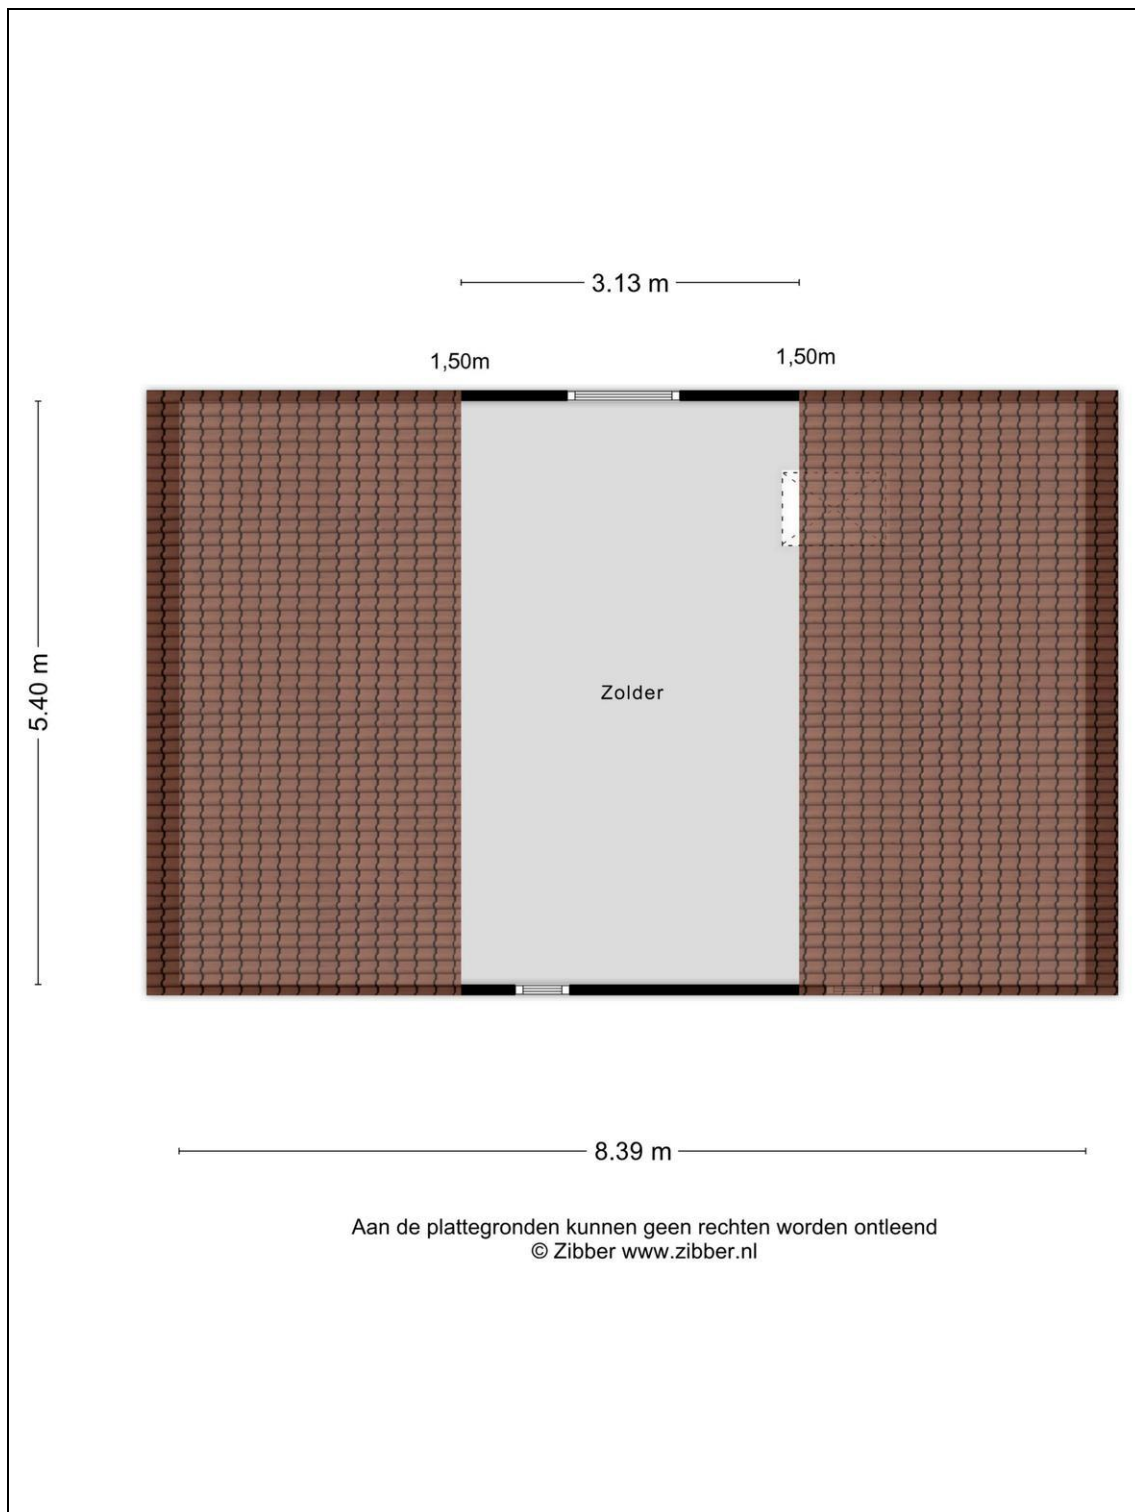 3.13 m
1,50m
1,50m
5.40 m
Zolder
8.39 m
Aan de plattegronden kunnen geen rechten worden ontleend
© Zibber www.zibber.nl